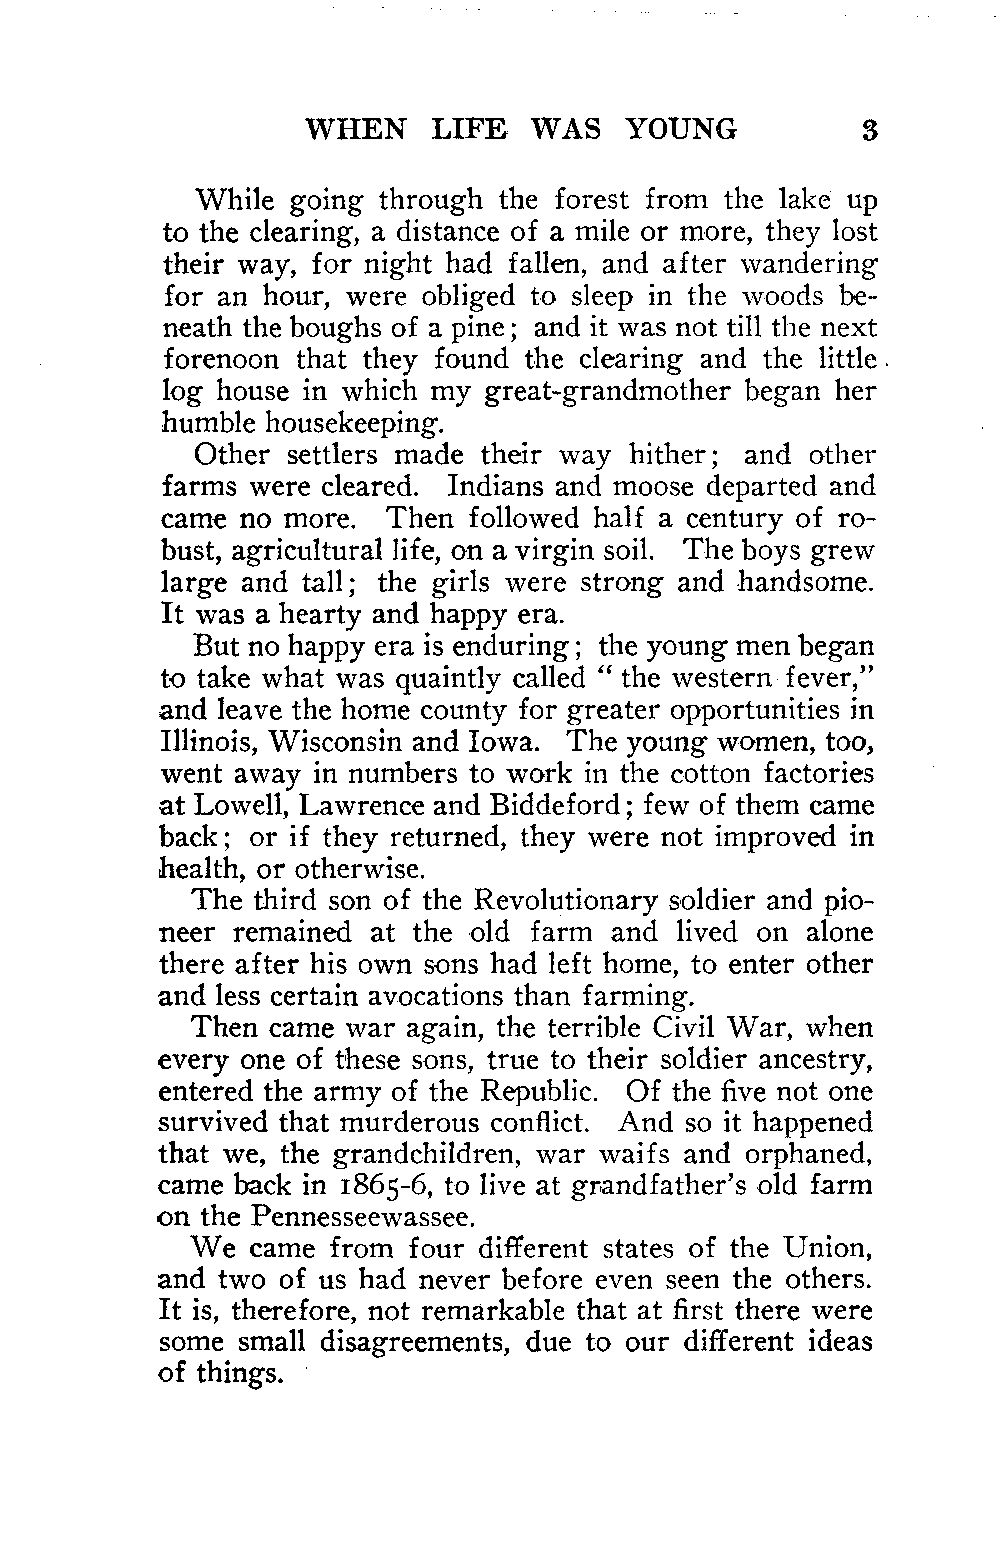 WHEN LIFE WAS YOUNG 3
While going through the forest from the lake up
to the clearing, a distance of a mile or more, they lost
their way, for night had fallen, and after wandering
for an hour, were obliged to sleep in the woods be-
neath the boughs of a pine; and it was not till the next
forenoon that they found the clearing and the little
log house in which my great-grandmother began her
humble housekeeping.
Other settlers made their way hither; and other
farms were cleared. Indians and moose departed and
came no more. Then followed half a century of ro-
bust, agricultural life, on a virgin soil. The boys grew
large and tall; the girls were strong and handsome.
It was a hearty and happy era.
But no happy era is enduring; the young men began
to take what was quaintly called “ the western fever,”
and leave the home county for greater opportunities in
Illinois, Wisconsin and Iowa. The young women, too,
went away in numbers to work in the cotton factories
at Lowell, Lawrence and Biddeford; few of them came
back; or if they returned, they were not improved in
health, or otherwise.
The third son of the Revolutionary soldier and pio-
neer remained at the old farm and lived on alone
there after his own sons had left home, to enter other
and less certain avocations than farming.
Then came war again, the terrible Civil War, when
every one of these sons, true to their soldier ancestry,
entered the army of the Republic. Of the five not one
survived that murderous conflict. And so it happened
that we, the grandchildren, war waifs and orphaned,
came back in 1865-6, to live at grandfather's old farm
on the Pennesseewassee.
We came from four different states of the Union,
and two of us had never before even seen the others.
It is, therefore, not remarkable that at first there were
some small disagreements, due to our different ideas
of things.